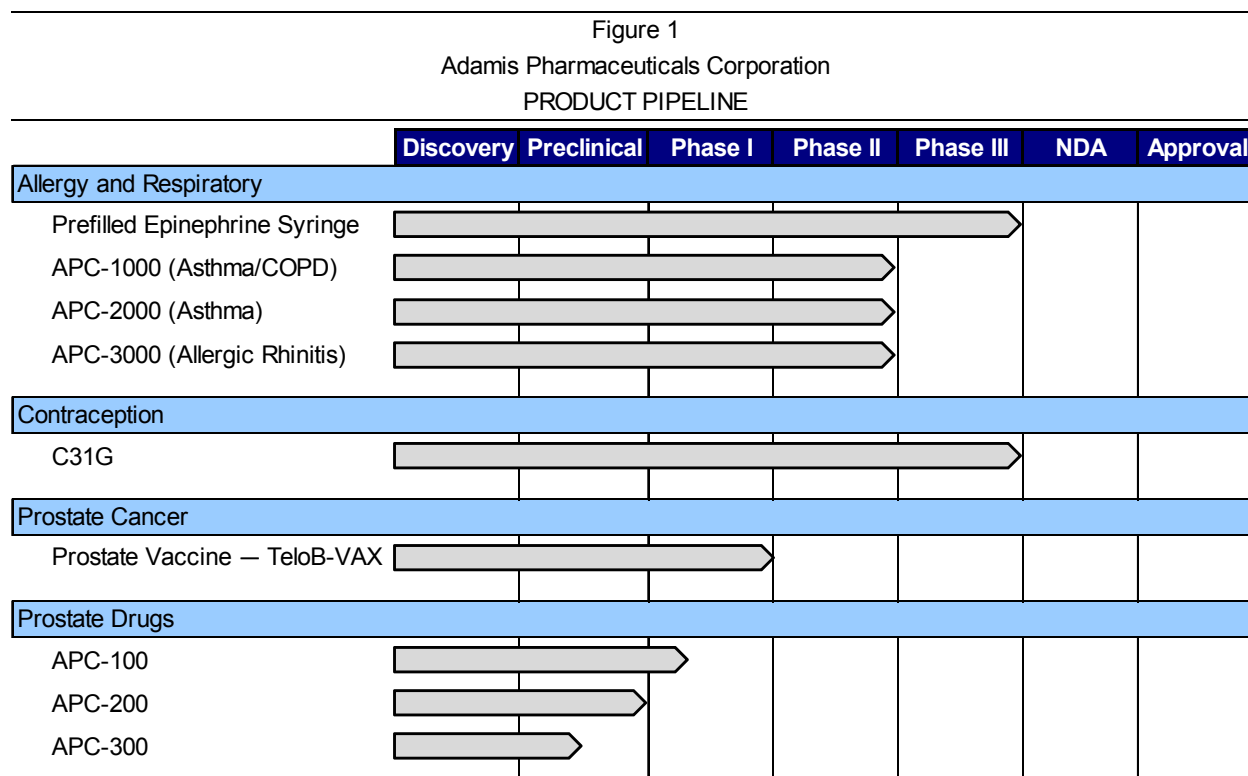 Figure 1
Adamis Pharmaceuticals Corporation
PRODUCT PIPELINE
Discovery Preclinical Phase I Phase II Phase III NDA Approval
Allergy and Respiratory
Prefilled Epinephrine Syringe
APC-1000 (Asthma/COPD)
APC-2000 (Asthma)
APC-3000 (Allergic Rhinitis)
Contraception
C31G
Prostate Cancer
Prostate Vaccine — TeloB-VAX
Prostate Drugs
APC-100
APC-200
APC-300